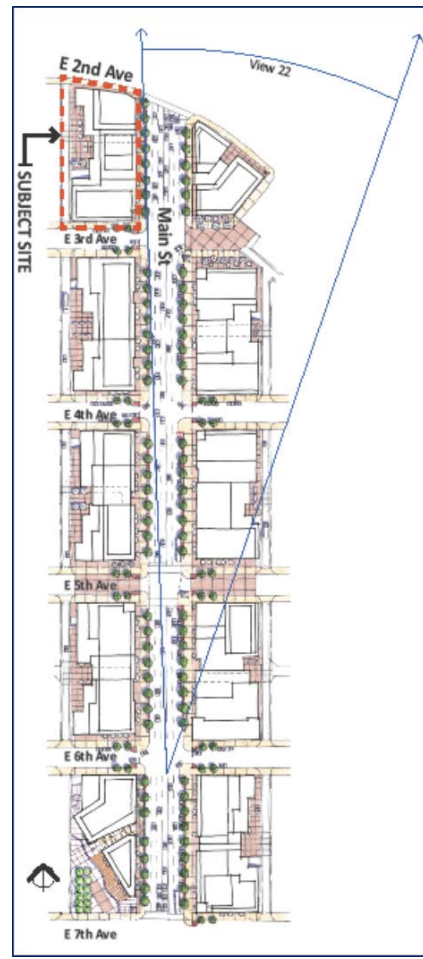 View 22
E 2nd Ave
SUBJECT SITE
Main St
E 3rd Ave
E 4th Ave
E 5th Ave
E 6th Ave
E 7th Ave